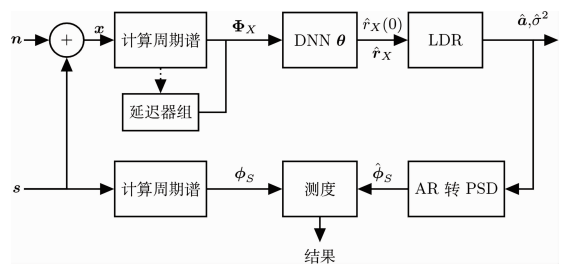 n + x 计算周期谱 Φ_X DNN θ r̂_X(0) LDR â,σ̂²
r̂_X
延迟器组
s 计算周期谱 ϕ_S 测度 ϕ̂_S AR 转 PSD
结果